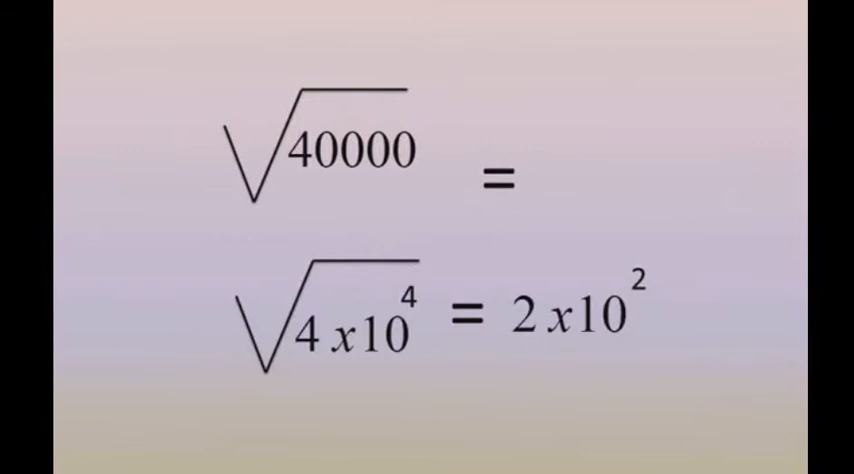 √40000 =
√4 x10⁴ = 2 x10²